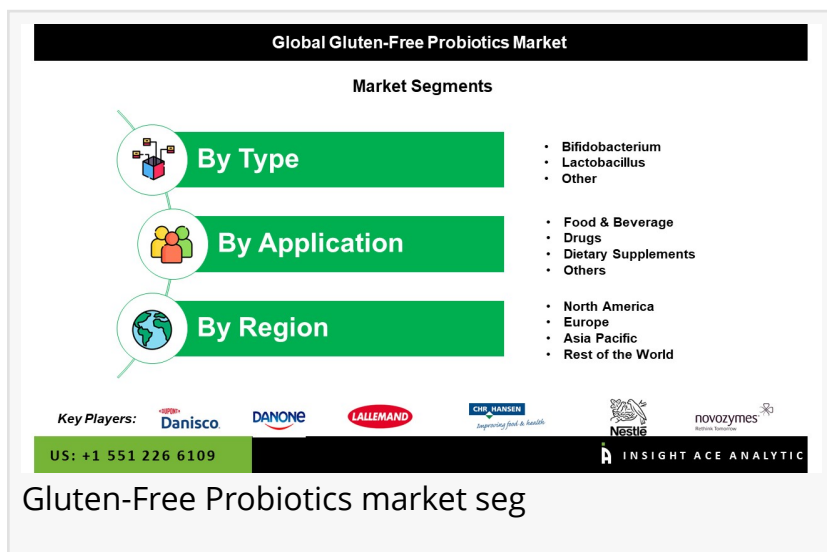 Global Gluten-Free Probiotics Market
Market Segments
By Type
• Bifidobacterium
• Lactobacillus
• Other
By Application
• Food & Beverage
• Drugs
• Dietary Supplements
• Others
By Region
• North America
• Europe
• Asia Pacific
• Rest of the World
Key Players:
DUPONT
Danisco.
DANONE
LALLEMAND
CHR HANSEN
Improving food & health
Nestlé
novozymes
Rethink Tomorrow
US: +1 551 226 6109
INSIGHT ACE ANALYTIC
Gluten-Free Probiotics market seg